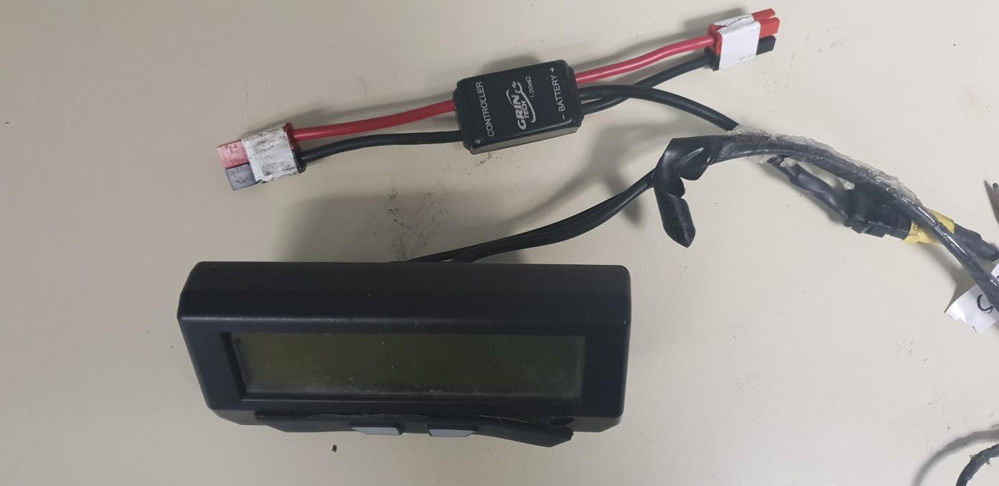 CONTROLLER
GRIN
TECH
1.00mΩ
- BATTERY +